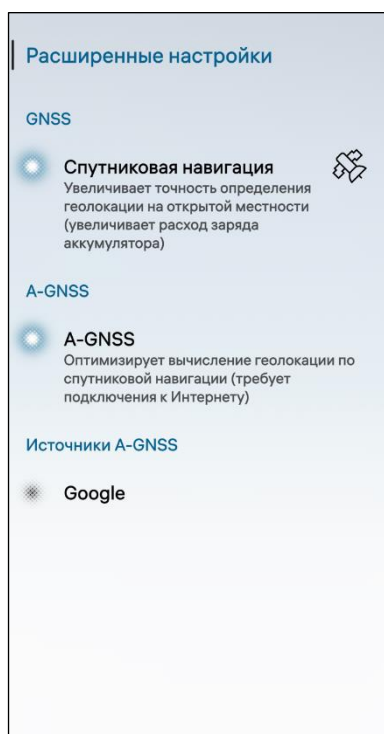 Расширенные настройки
GNSS
Спутниковая навигация
Увеличивает точность определения
геолокации на открытой местности
(увеличивает расход заряда
аккумулятора)
A-GNSS
A-GNSS
Оптимизирует вычисление геолокации по
спутниковой навигации (требует
подключения к Интернету)
Источники A-GNSS
Google